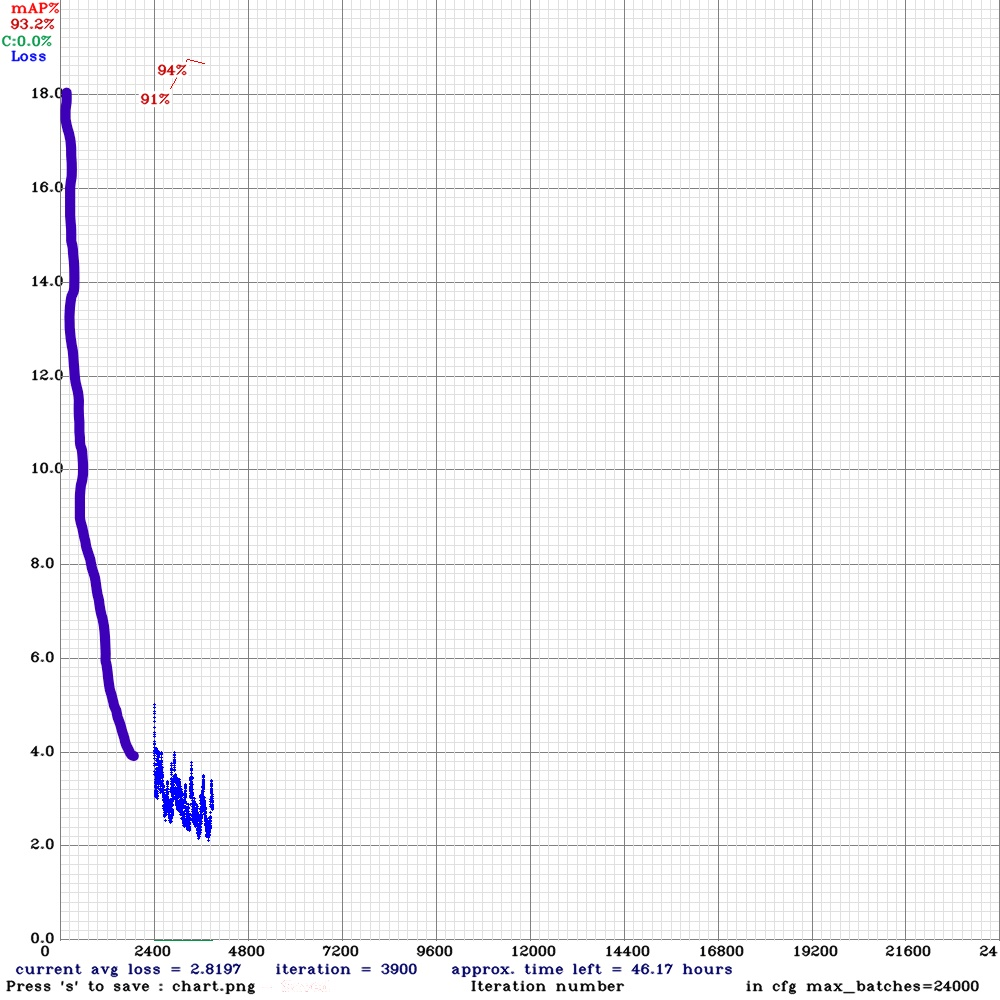 mAP%
93.2%
C:0.0%
Loss
94%
91%
18.0
16.0
14.0
12.0
10.0
8.0
6.0
4.0
2.0
0.0
0 2400 4800 7200 9600 12000 14400 16800 19200 21600 24
current avg loss = 2.8197 iteration = 3900 approx. time left = 46.17 hours
Press 's' to save : chart.png Iteration number in cfg max_batches=24000